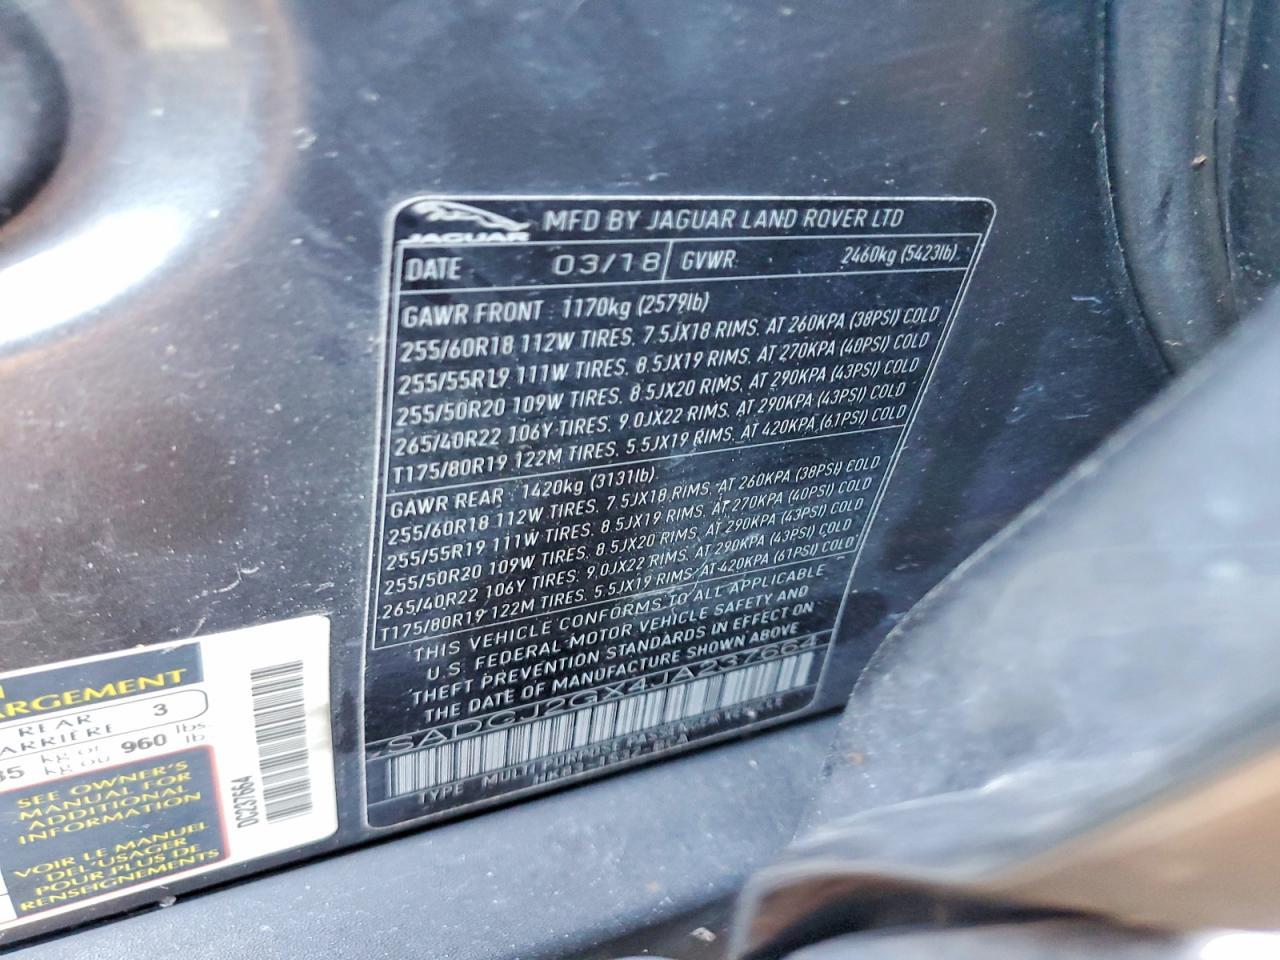 JAGUAR MFD BY JAGUAR LAND ROVER LTD
DATE 03/18 GVWR 2460kg (5423lb)
GAWR FRONT : 1170kg (2579lb)
255/60R18 112W TIRES. 7.5JX18 RIMS. AT 260KPA (38PSI) COLD
255/55R19 111W TIRES. 8.5JX19 RIMS. AT 270KPA (40PSI) COLD
255/50R20 109W TIRES. 8.5JX20 RIMS. AT 290KPA (43PSI) COLD
265/40R22 106Y TIRES. 9.0JX22 RIMS. AT 290KPA (43PSI) COLD
T175/80R19 122M TIRES. 5.5JX19 RIMS. AT 420KPA (61PSI) COLD
GAWR REAR : 1420kg (3131lb)
255/60R18 112W TIRES. 7.5JX18 RIMS. AT 260KPA (38PSI) COLD
255/55R19 111W TIRES. 8.5JX19 RIMS. AT 270KPA (40PSI) COLD
255/50R20 109W TIRES. 8.5JX20 RIMS. AT 290KPA (43PSI) COLD
265/40R22 106Y TIRES. 9.0JX22 RIMS. AT 290KPA (43PSI) COLD
T175/80R19 122M TIRES. 5.5JX19 RIMS. AT 420KPA (61PSI) COLD
THIS VEHICLE CONFORMS TO ALL APPLICABLE
U.S. FEDERAL MOTOR VEHICLE SAFETY AND
THEFT PREVENTION STANDARDS IN EFFECT ON
THE DATE OF MANUFACTURE SHOWN ABOVE
SADCJ2GX4JA237664
TYPE MULTI PURPOSE PASSENGER VEHICLE
ARGEMENT
REAR 3
ARRIÈRE
35 kg or 960 lbs
kg ou lb
SEE OWNER'S
MANUAL FOR
ADDITIONAL
INFORMATION
VOIR LE MANUEL
DEL'USAGER
POUR PLUS DE
RENSEIGNEMENTS
DC237664